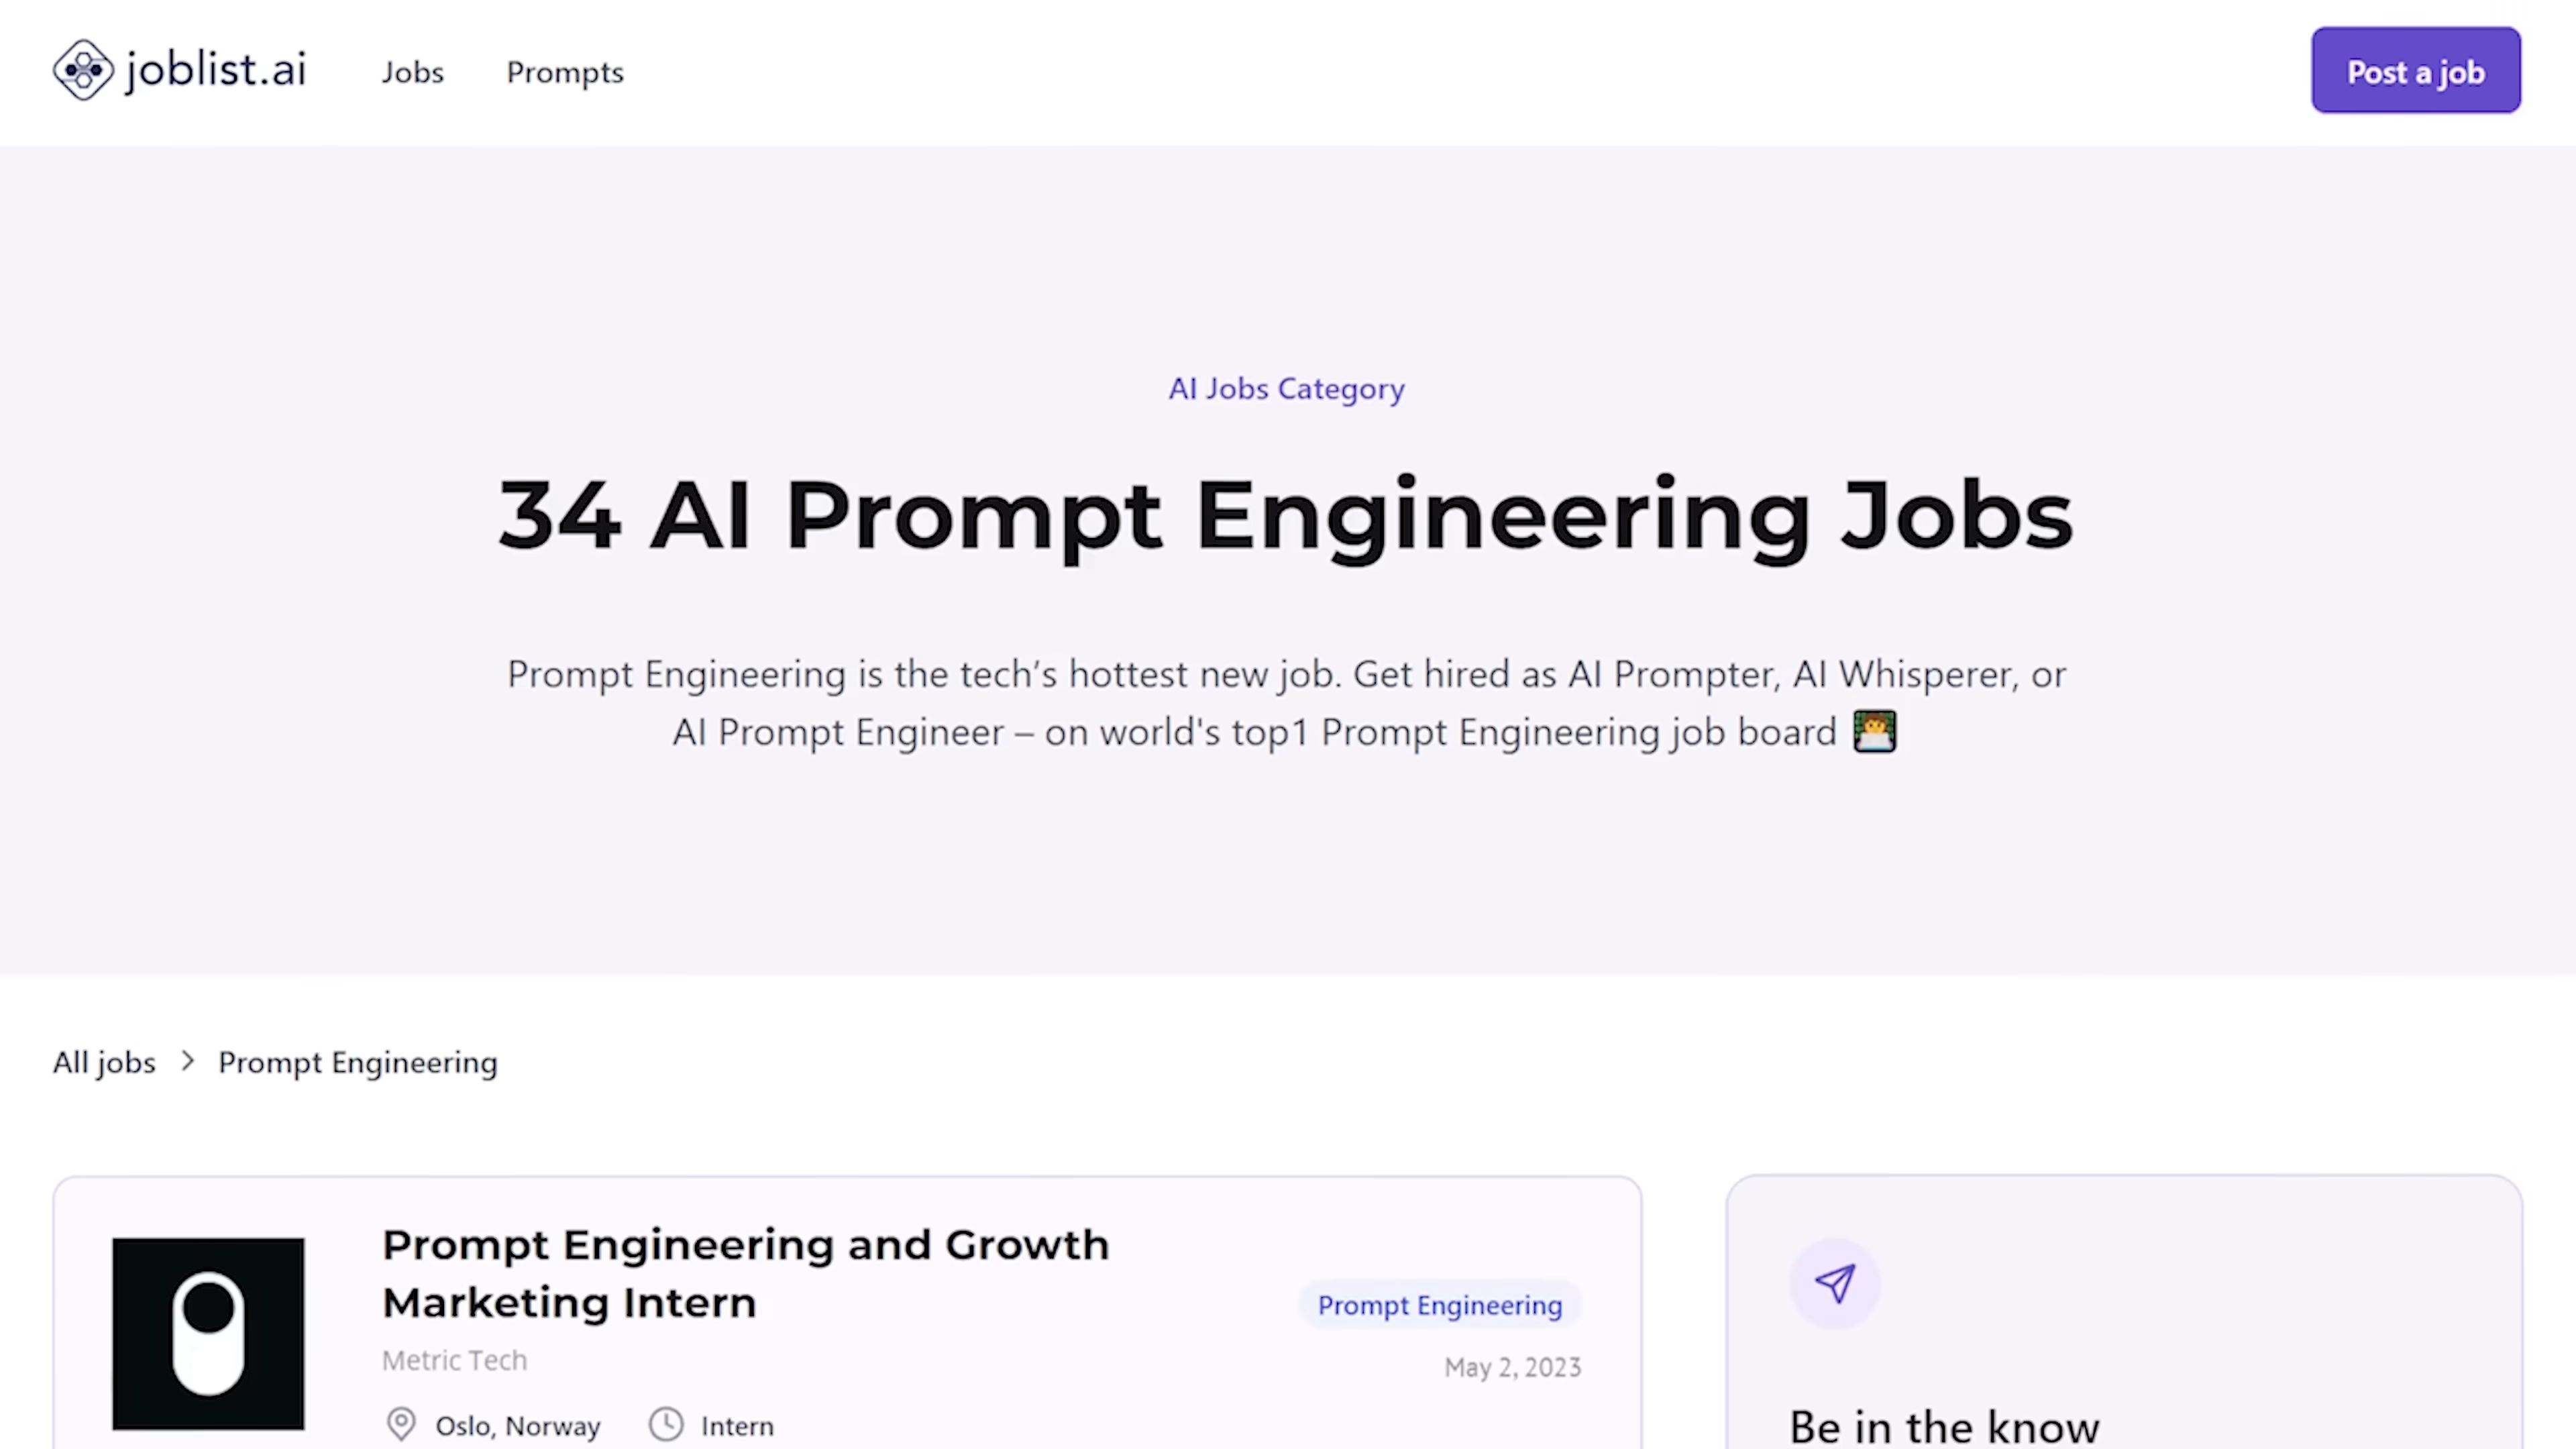 joblist.ai
Jobs
Prompts
Post a job
AI Jobs Category
34 AI Prompt Engineering Jobs
Prompt Engineering is the tech’s hottest new job. Get hired as AI Prompter, AI Whisperer, or
AI Prompt Engineer – on world's top1 Prompt Engineering job board
All jobs > Prompt Engineering
Prompt Engineering and Growth
Marketing Intern
Prompt Engineering
Metric Tech
May 2, 2023
Oslo, Norway
Intern
Be in the know